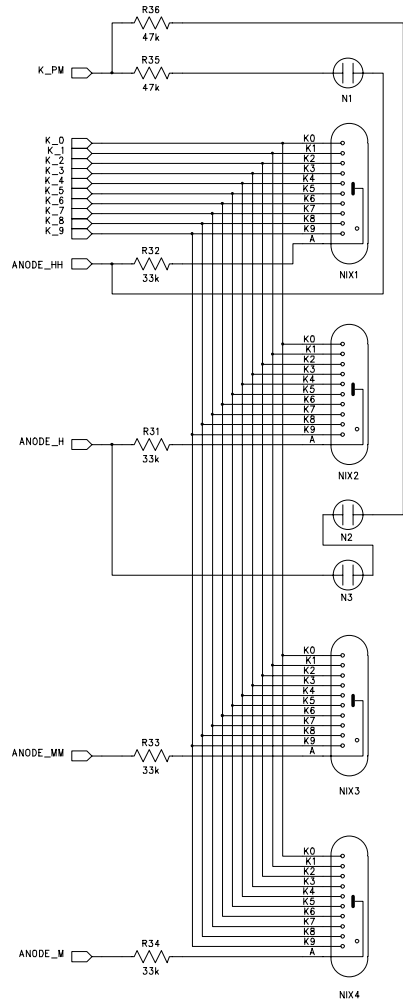 R36
47k
K_PM
R35
47k
N1
K_0
K_1
K_2
K_3
K_4
K_5
K_6
K_7
K_8
K_9
K0
K1
K2
K3
K4
K5
K6
K7
K8
K9
A
ANODE_HH
R32
33k
NIX1
K0
K1
K2
K3
K4
K5
K6
K7
K8
K9
A
ANODE_H
R31
33k
NIX2
N2
N3
K0
K1
K2
K3
K4
K5
K6
K7
K8
K9
A
ANODE_MM
R33
33k
NIX3
K0
K1
K2
K3
K4
K5
K6
K7
K8
K9
A
ANODE_M
R34
33k
NIX4